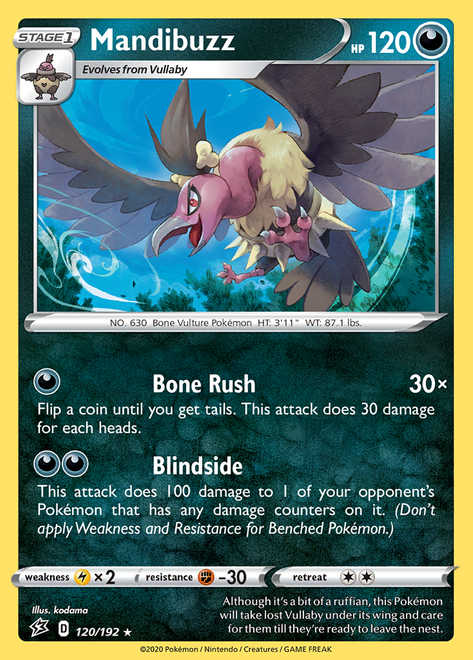 STAGE 1
Mandibuzz
HP 120
Evolves from Vullaby
NO. 630 Bone Vulture Pokémon HT: 3'11" WT: 87.1 lbs.
Bone Rush 30×
Flip a coin until you get tails. This attack does 30 damage
for each heads.
Blindside
This attack does 100 damage to 1 of your opponent's
Pokémon that has any damage counters on it. (Don't
apply Weakness and Resistance for Benched Pokémon.)
weakness ×2 resistance -30 retreat
Illus. kodama
D 120/192 ★
Although it's a bit of a ruffian, this Pokémon
will take lost Vullaby under its wing and care
for them till they're ready to leave the nest.
©2020 Pokémon / Nintendo / Creatures / GAME FREAK